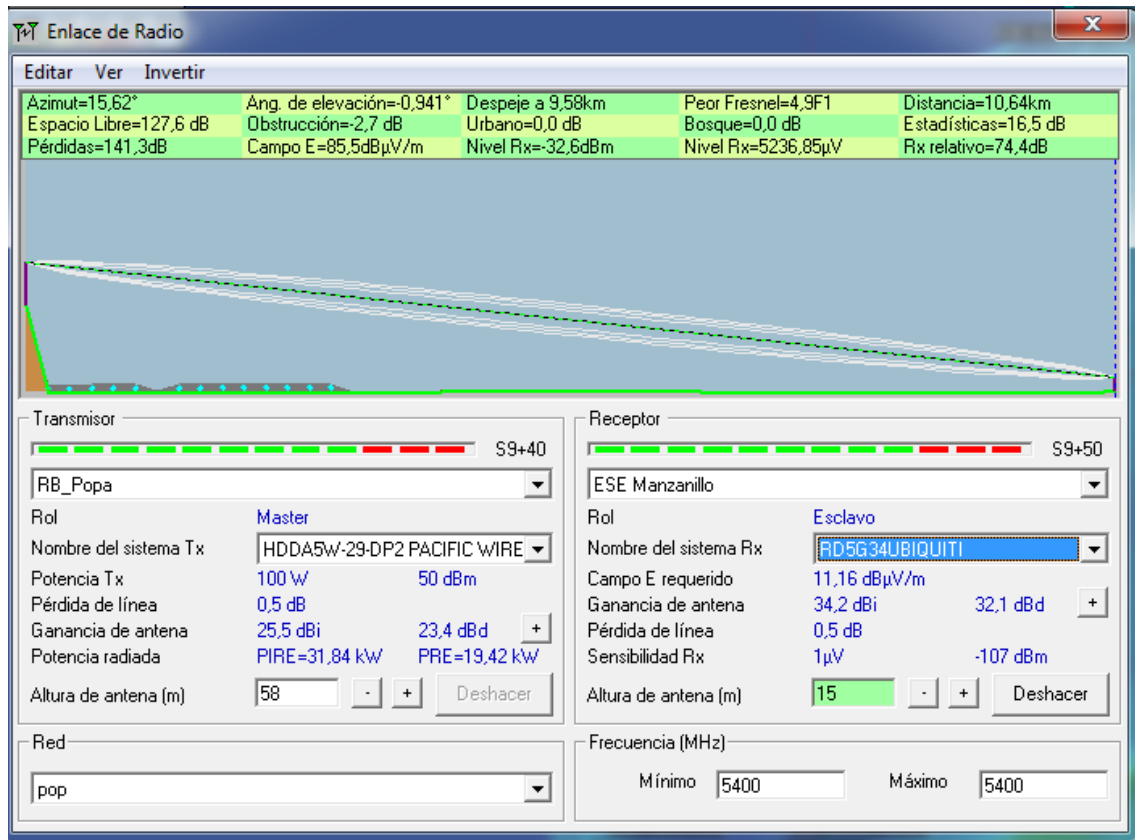 Enlace de Radio
Editar Ver Invertir
Azimut=15,62° Ang. de elevación=-0,941° Despeje a 9,58km Peor Fresnel=4,9F1 Distancia=10,64km
Espacio Libre=127,6 dB Obstrucción=-2,7 dB Urbano=0,0 dB Bosque=0,0 dB Estadísticas=16,5 dB
Pérdidas=141,3dB Campo E=85,5dBµV/m Nivel Rx=-32,6dBm Nivel Rx=5236,85µV Rx relativo=74,4dB
Transmisor
S9+40
RB_Popa
Rol Master
Nombre del sistema Tx HDDA5W-29-DP2 PACIFIC WIRE
Potencia Tx 100 W 50 dBm
Pérdida de línea 0,5 dB
Ganancia de antena 25,5 dBi 23,4 dBd +
Potencia radiada PIRE=31,84 kW PRE=19,42 kW
Altura de antena (m) 58 - + Deshacer
Red
pop
Receptor
S9+50
ESE Manzanillo
Rol Esclavo
Nombre del sistema Rx RD5G34UBIQUITI
Campo E requerido 11,16 dBµV/m
Ganancia de antena 34,2 dBi 32,1 dBd +
Pérdida de línea 0,5 dB
Sensibilidad Rx 1µV -107 dBm
Altura de antena (m) 15 - + Deshacer
Frecuencia (MHz)
Mínimo 5400 Máximo 5400